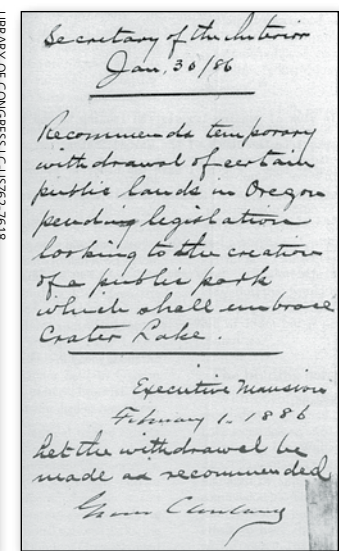 Secretary of the Interior
Jan, 30/86
Recommends temporary
withdrawal of certain
public lands in Oregon
pending legislation
looking to the creation
of a public park
which shall embrace
Crater Lake.
Executive Mansion
February 1. 1886
Let the withdrawal be
made as recommended
Grover Cleveland
LIBRARY OF CONGRESS LC-USZ62-7618